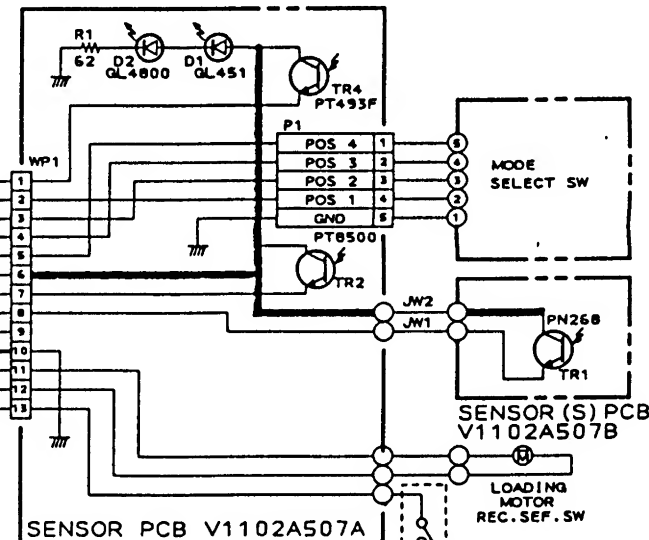 R1
62
D2
GL4800
D1
GL451
TR4
PT493F
P1
POS 4 1
POS 3 2
POS 2 3
POS 1 4
GND 5
5
4
3
2
1
MODE
SELECT SW
WP1
1
2
3
4
5
6
7
8
9
10
11
12
13
PT8500
TR2
JW2
JW1
PN268
TR1
SENSOR (S) PCB
V1102A507B
M
LOADING
MOTOR
REC.SEF.SW
SENSOR PCB V1102A507A